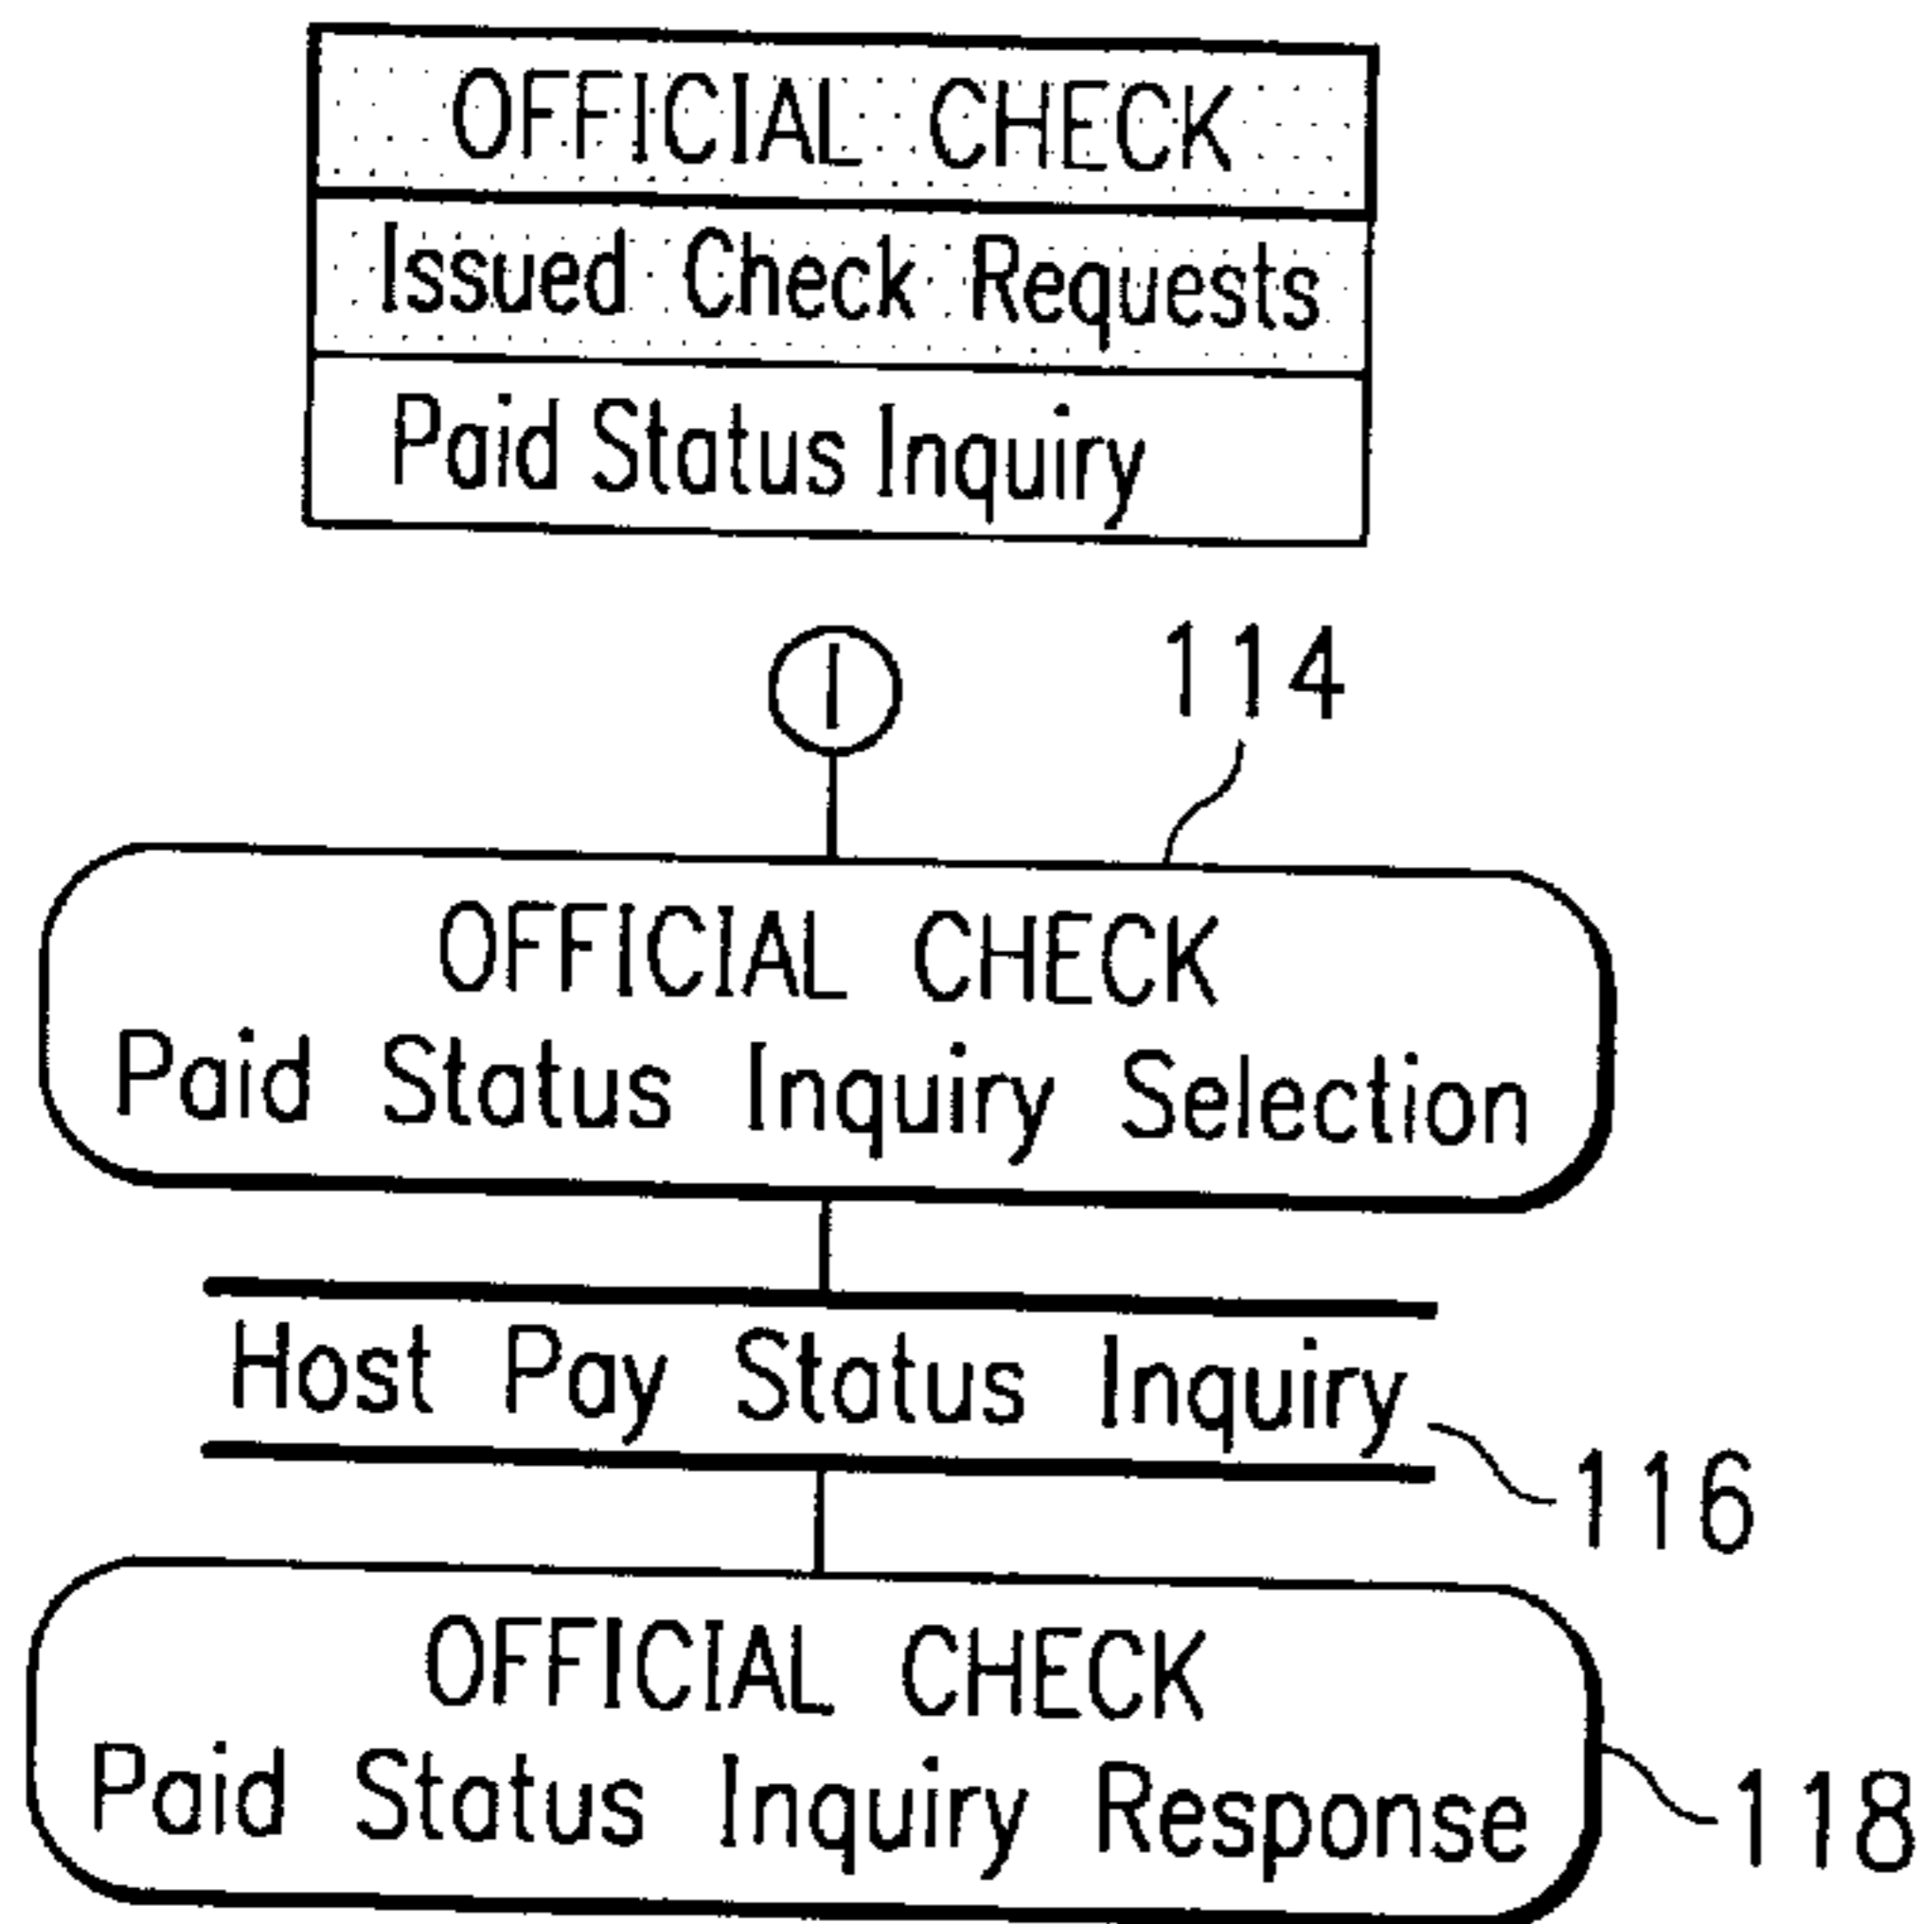 OFFICIAL CHECK
Issued Check Requests
Paid Status Inquiry
I
114
OFFICIAL CHECK
Paid Status Inquiry Selection
Host Pay Status Inquiry
116
OFFICIAL CHECK
Paid Status Inquiry Response
118